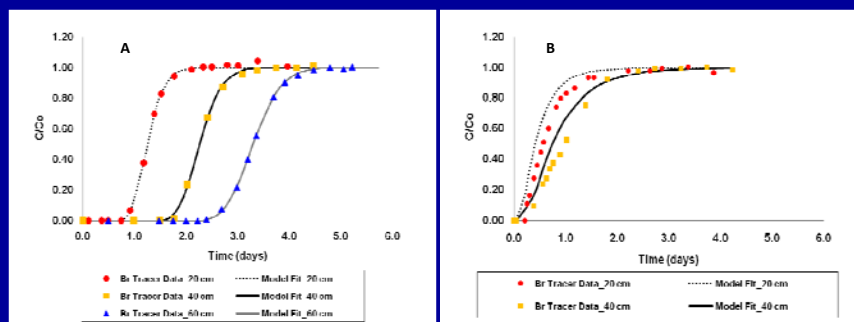 A
1.20
1.00
0.80
0.60
0.40
0.20
0.00
C/Co
0.0 1.0 2.0 3.0 4.0 5.0 6.0
Time (days)
Br Tracer Data_20 cm Model Fit_20 cm
Br Tracer Data_40 cm Model Fit_40 cm
Br Tracer Data_60 cm Model Fit_60 cm
B
1.20
1.00
0.80
0.60
0.40
0.20
0.00
C/Co
0.0 1.0 2.0 3.0 4.0 5.0 6.0
Time (days)
Br Tracer Data_20 cm Model Fit_20 cm
Br Tracer Data_40 cm Model Fit_40 cm